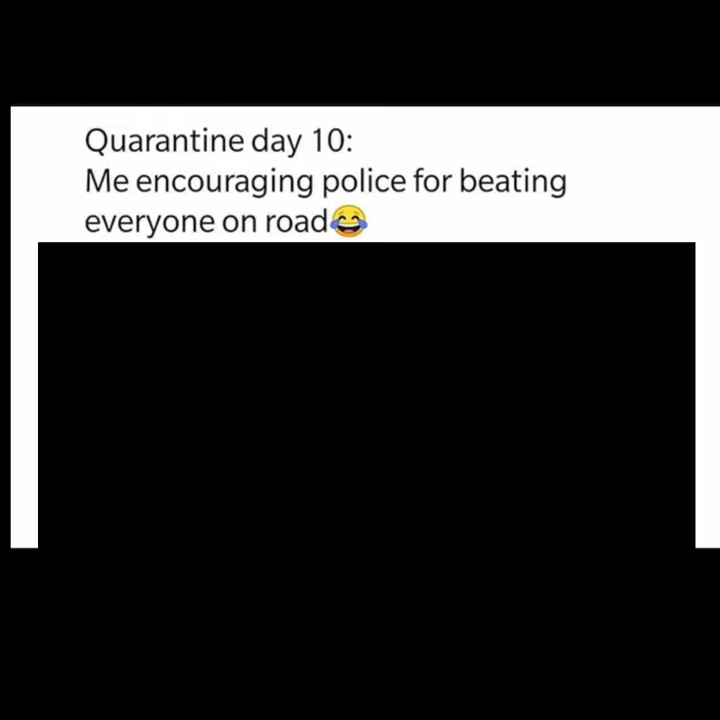 Quarantine day 10:
Me encouraging police for beating
everyone on road😂